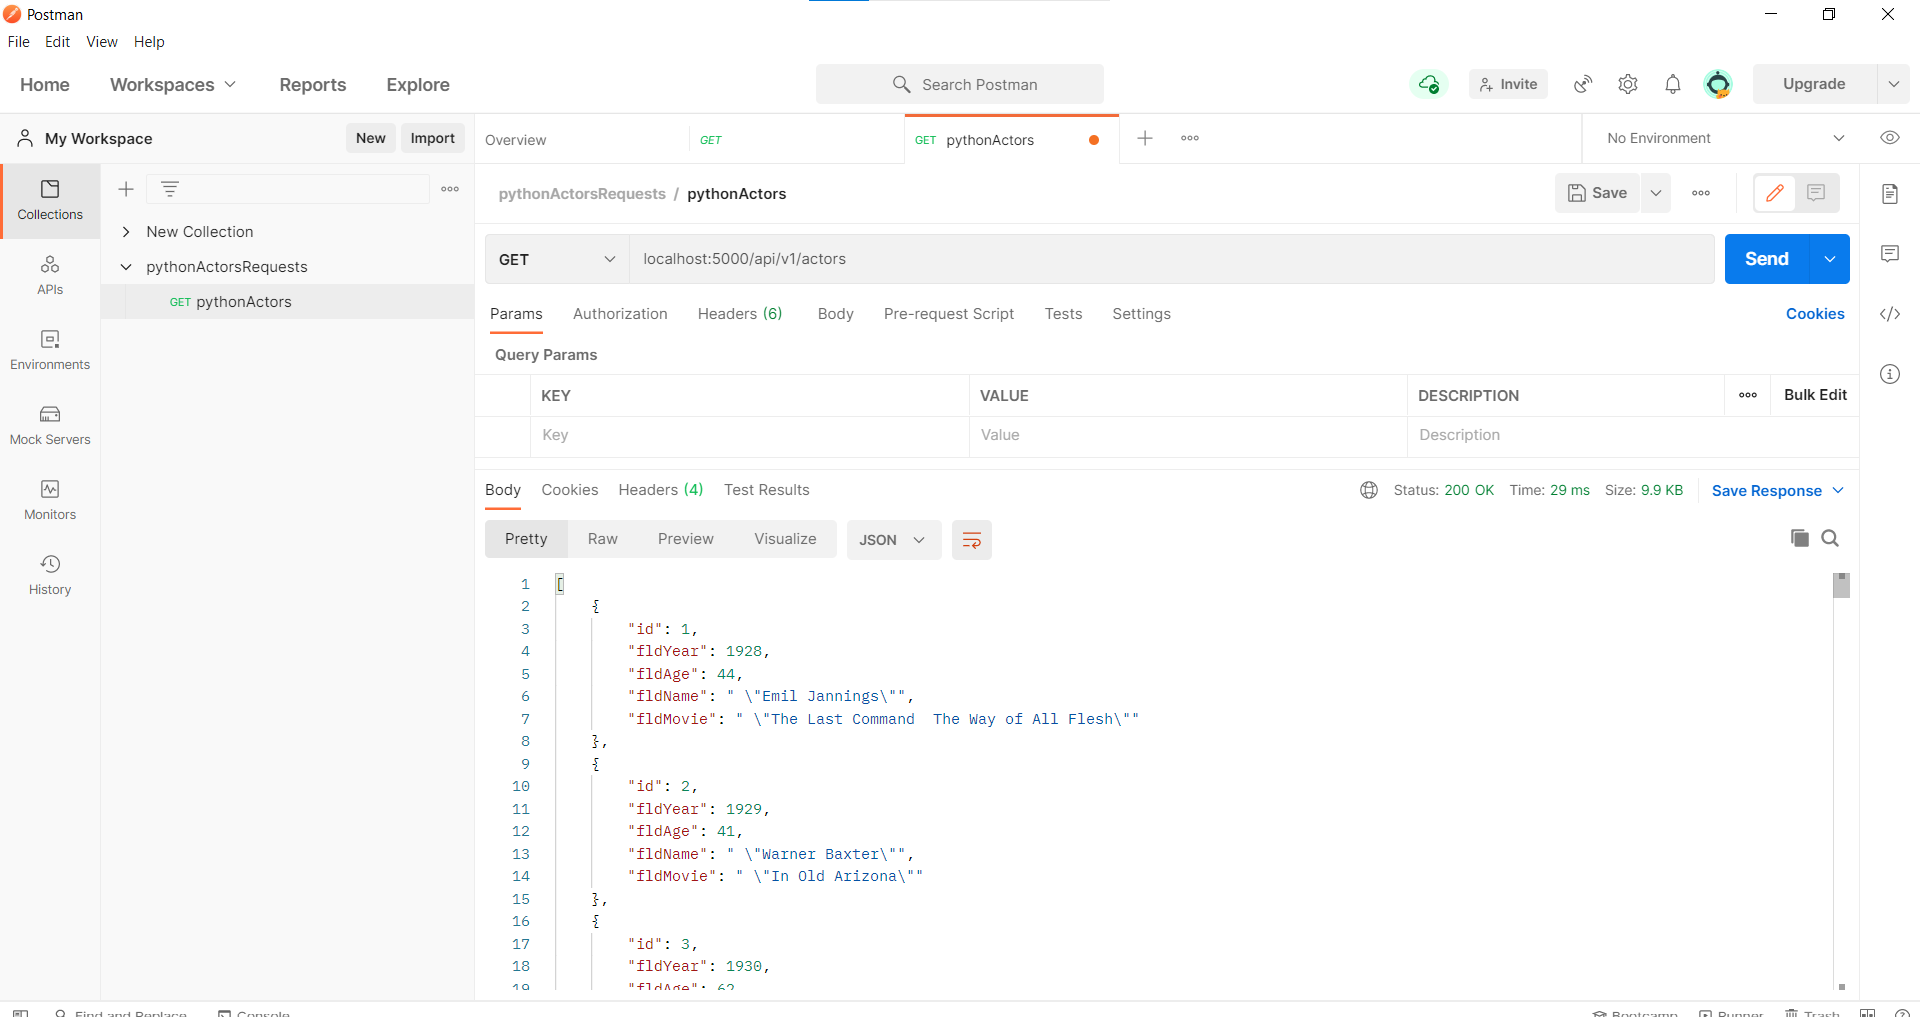 Postman
File Edit View Help
Home Workspaces Reports Explore Search Postman Invite Upgrade
My Workspace New Import Overview GET GET pythonActors No Environment
pythonActorsRequests / pythonActors Save
Collections
New Collection
pythonActorsRequests
GET pythonActors
APIs
Environments
Mock Servers
Monitors
History
GET localhost:5000/api/v1/actors Send
Params Authorization Headers (6) Body Pre-request Script Tests Settings Cookies
Query Params
KEY VALUE DESCRIPTION Bulk Edit
Key Value Description
Body Cookies Headers (4) Test Results Status: 200 OK Time: 29 ms Size: 9.9 KB Save Response
Pretty Raw Preview Visualize JSON
1 [
2 {
3 "id": 1,
4 "fldYear": 1928,
5 "fldAge": 44,
6 "fldName": " \"Emil Jannings\"",
7 "fldMovie": " \"The Last Command  The Way of All Flesh\""
8 },
9 {
10 "id": 2,
11 "fldYear": 1929,
12 "fldAge": 41,
13 "fldName": " \"Warner Baxter\"",
14 "fldMovie": " \"In Old Arizona\""
15 },
16 {
17 "id": 3,
18 "fldYear": 1930,
19 "fldAge": 62
Find and Replace Console Bootcamp Runner Trash